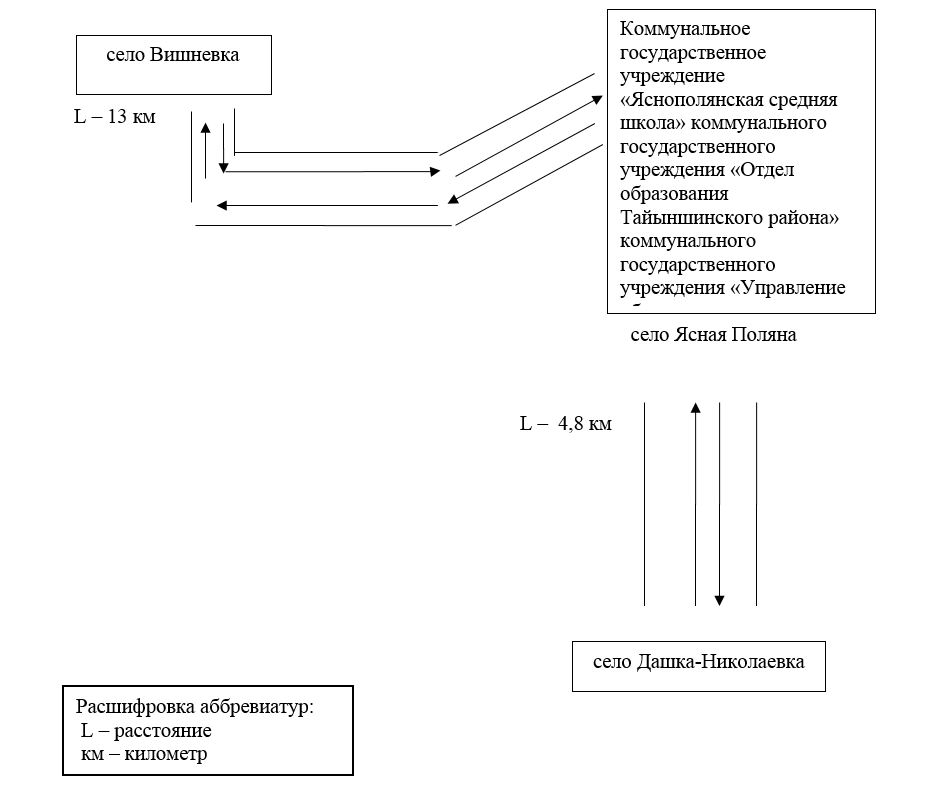 село Вишневка
L – 13 км
Коммунальное
государственное
учреждение
«Яснополянская средняя
школа» коммунального
государственного
учреждения «Отдел
образования
Тайыншинского района»
коммунального
государственного
учреждения «Управление
село Ясная Поляна
L –  4,8 км
село Дашка-Николаевка
Расшифровка аббревиатур:
L – расстояние
км – километр